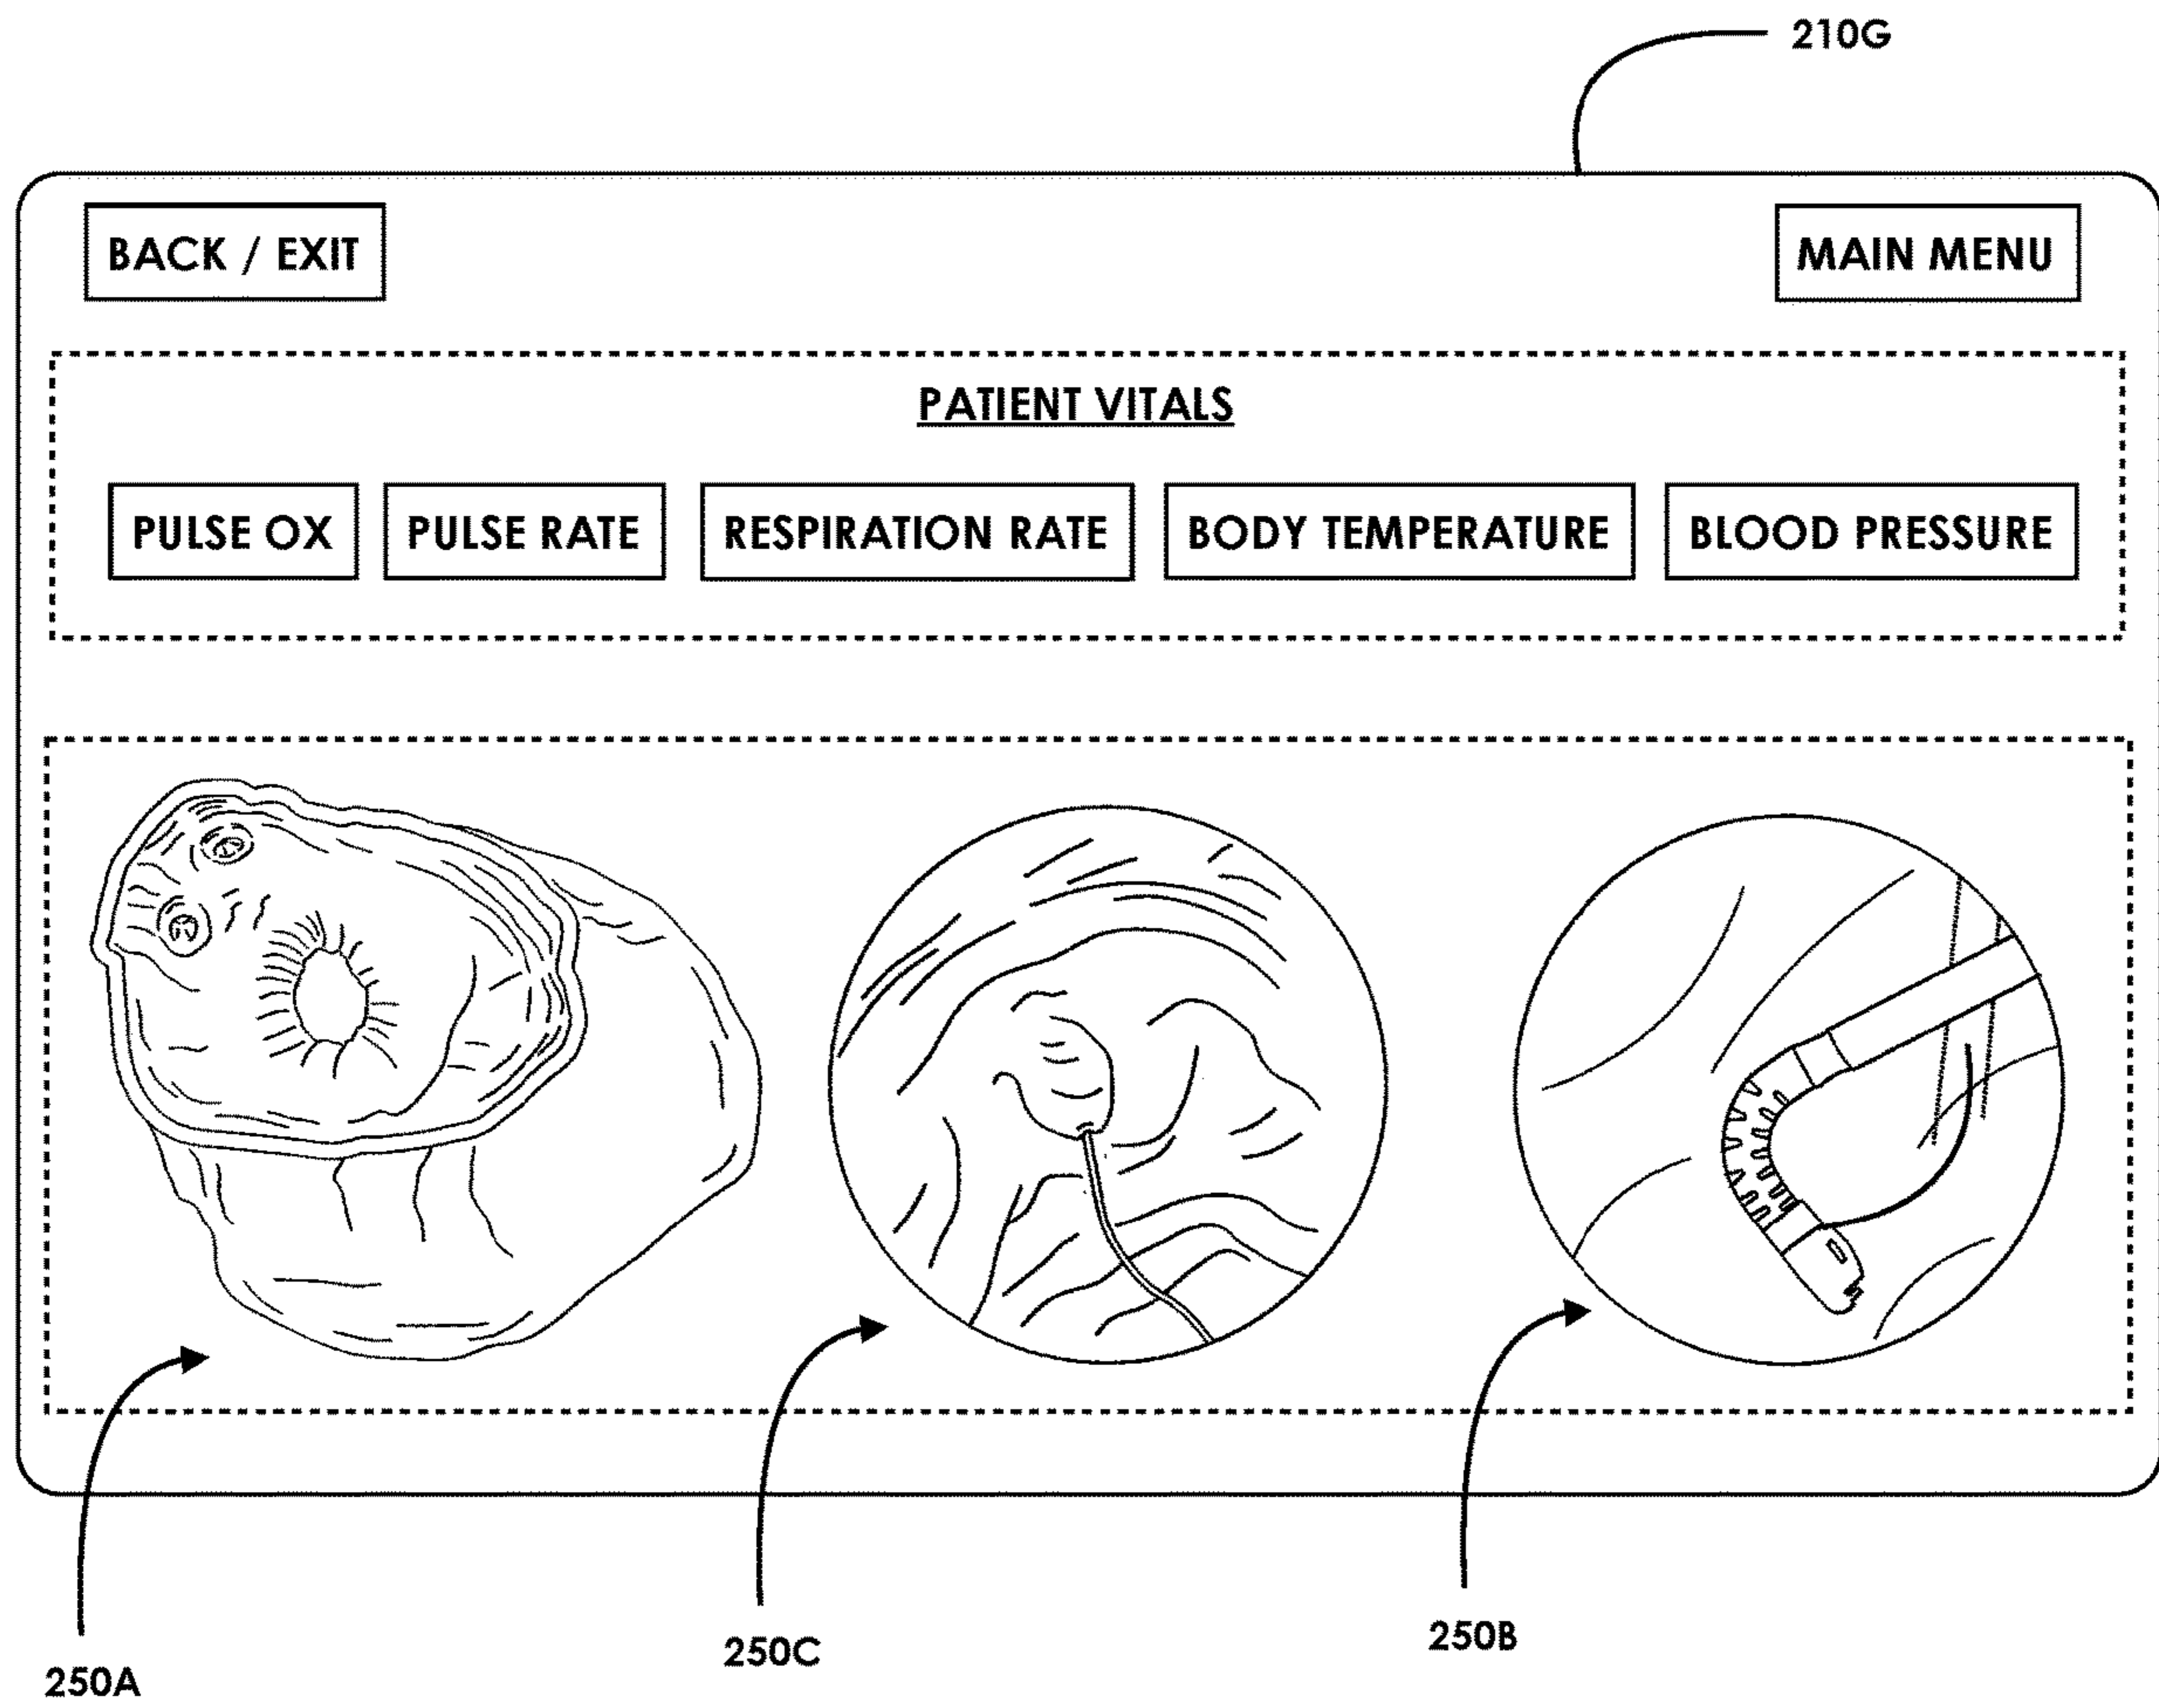 210G
BACK / EXIT
MAIN MENU
PATIENT VITALS
PULSE OX
PULSE RATE
RESPIRATION RATE
BODY TEMPERATURE
BLOOD PRESSURE
250A
250C
250B